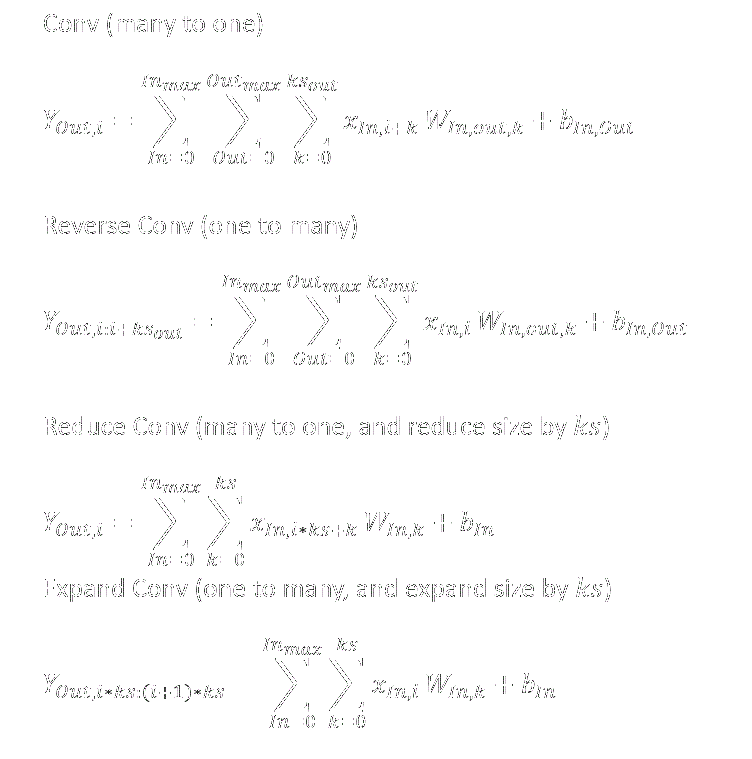 Conv (many to one)
Y_{Out,i} = \sum_{In=0}^{In_{max}} \sum_{Out=0}^{Out_{max}} \sum_{k=0}^{ks_{out}} x_{In,i+k} W_{In,out,k} + b_{In,Out}
Reverse Conv (one to many)
Y_{Out,i:i+ks_{out}} = \sum_{In=0}^{In_{max}} \sum_{Out=0}^{Out_{max}} \sum_{k=0}^{ks_{out}} x_{In,i} W_{In,out,k} + b_{In,Out}
Reduce Conv (many to one, and reduce size by ks)
Y_{Out,i} = \sum_{In=0}^{In_{max}} \sum_{k=0}^{ks} x_{In,i*ks+k} W_{In,k} + b_{In}
Expand Conv (one to many, and expand size by ks)
Y_{Out,i*ks:(i+1)*ks} = \sum_{In=0}^{In_{max}} \sum_{k=0}^{ks} x_{In,i} W_{In,k} + b_{In}